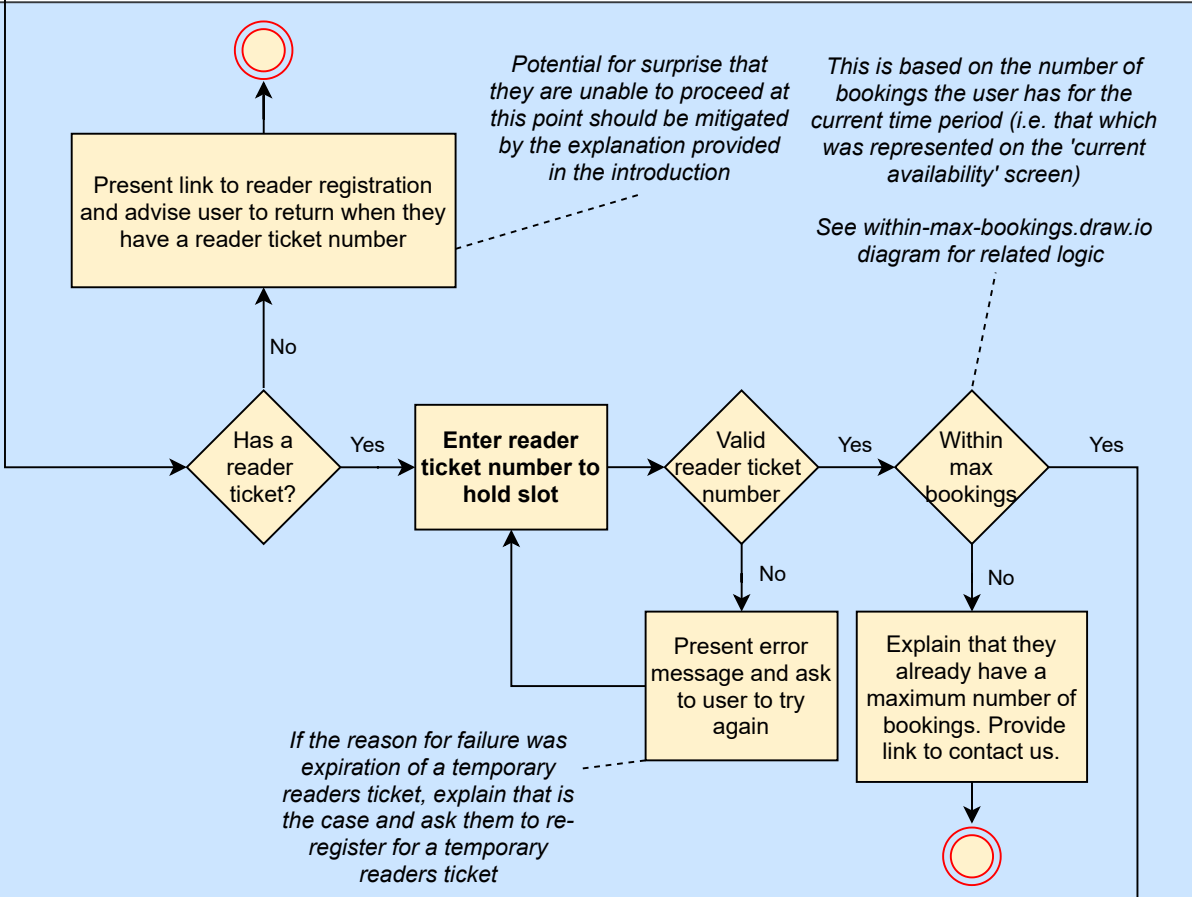 Potential for surprise that
they are unable to proceed at
this point should be mitigated
by the explanation provided
in the introduction
This is based on the number of
bookings the user has for the
current time period (i.e. that which
was represented on the 'current
availability' screen)
See within-max-bookings.draw.io
diagram for related logic
Present link to reader registration
and advise user to return when they
have a reader ticket number
No
Has a
reader
ticket?
Yes
Enter reader
ticket number to
hold slot
Valid
reader ticket
number
Yes
Within
max
bookings
Yes
No
No
Present error
message and ask
to user to try
again
Explain that they
already have a
maximum number of
bookings. Provide
link to contact us.
If the reason for failure was
expiration of a temporary
readers ticket, explain that is
the case and ask them to re-
register for a temporary
readers ticket